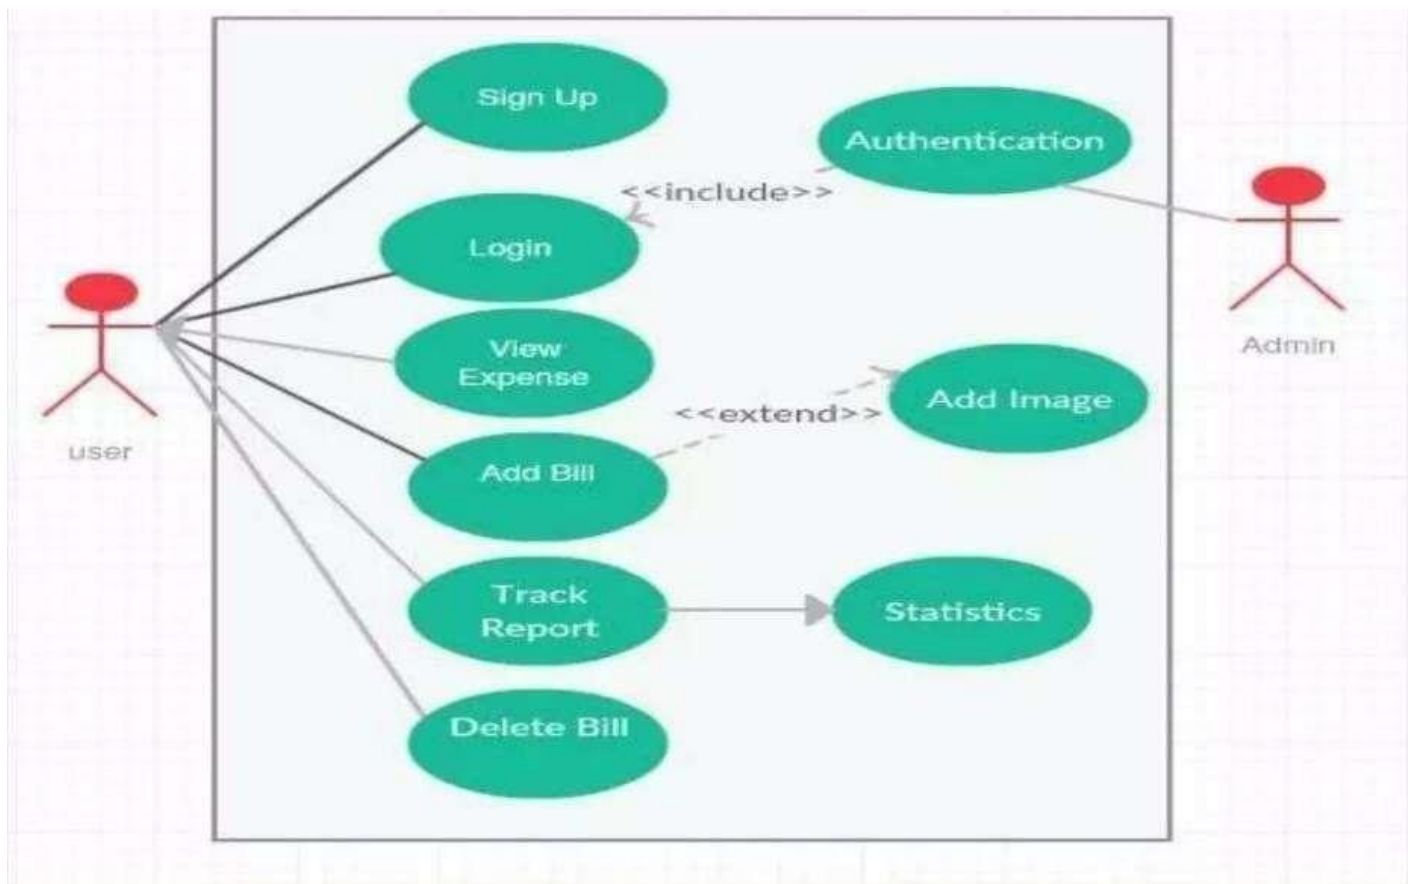 Sign Up
Authentication
<<include>>
Login
View
Expense
Admin
Add Image
<<extend>>
user
Add Bill
Track
Report
Statistics
Delete Bill